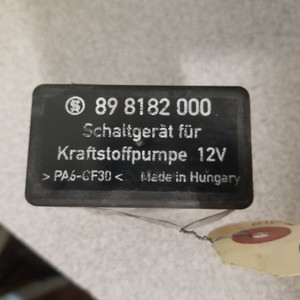 89 8182 000
Schaltgerät für
Kraftstoffpumpe 12V
> PA6-GF30 < Made in Hungary